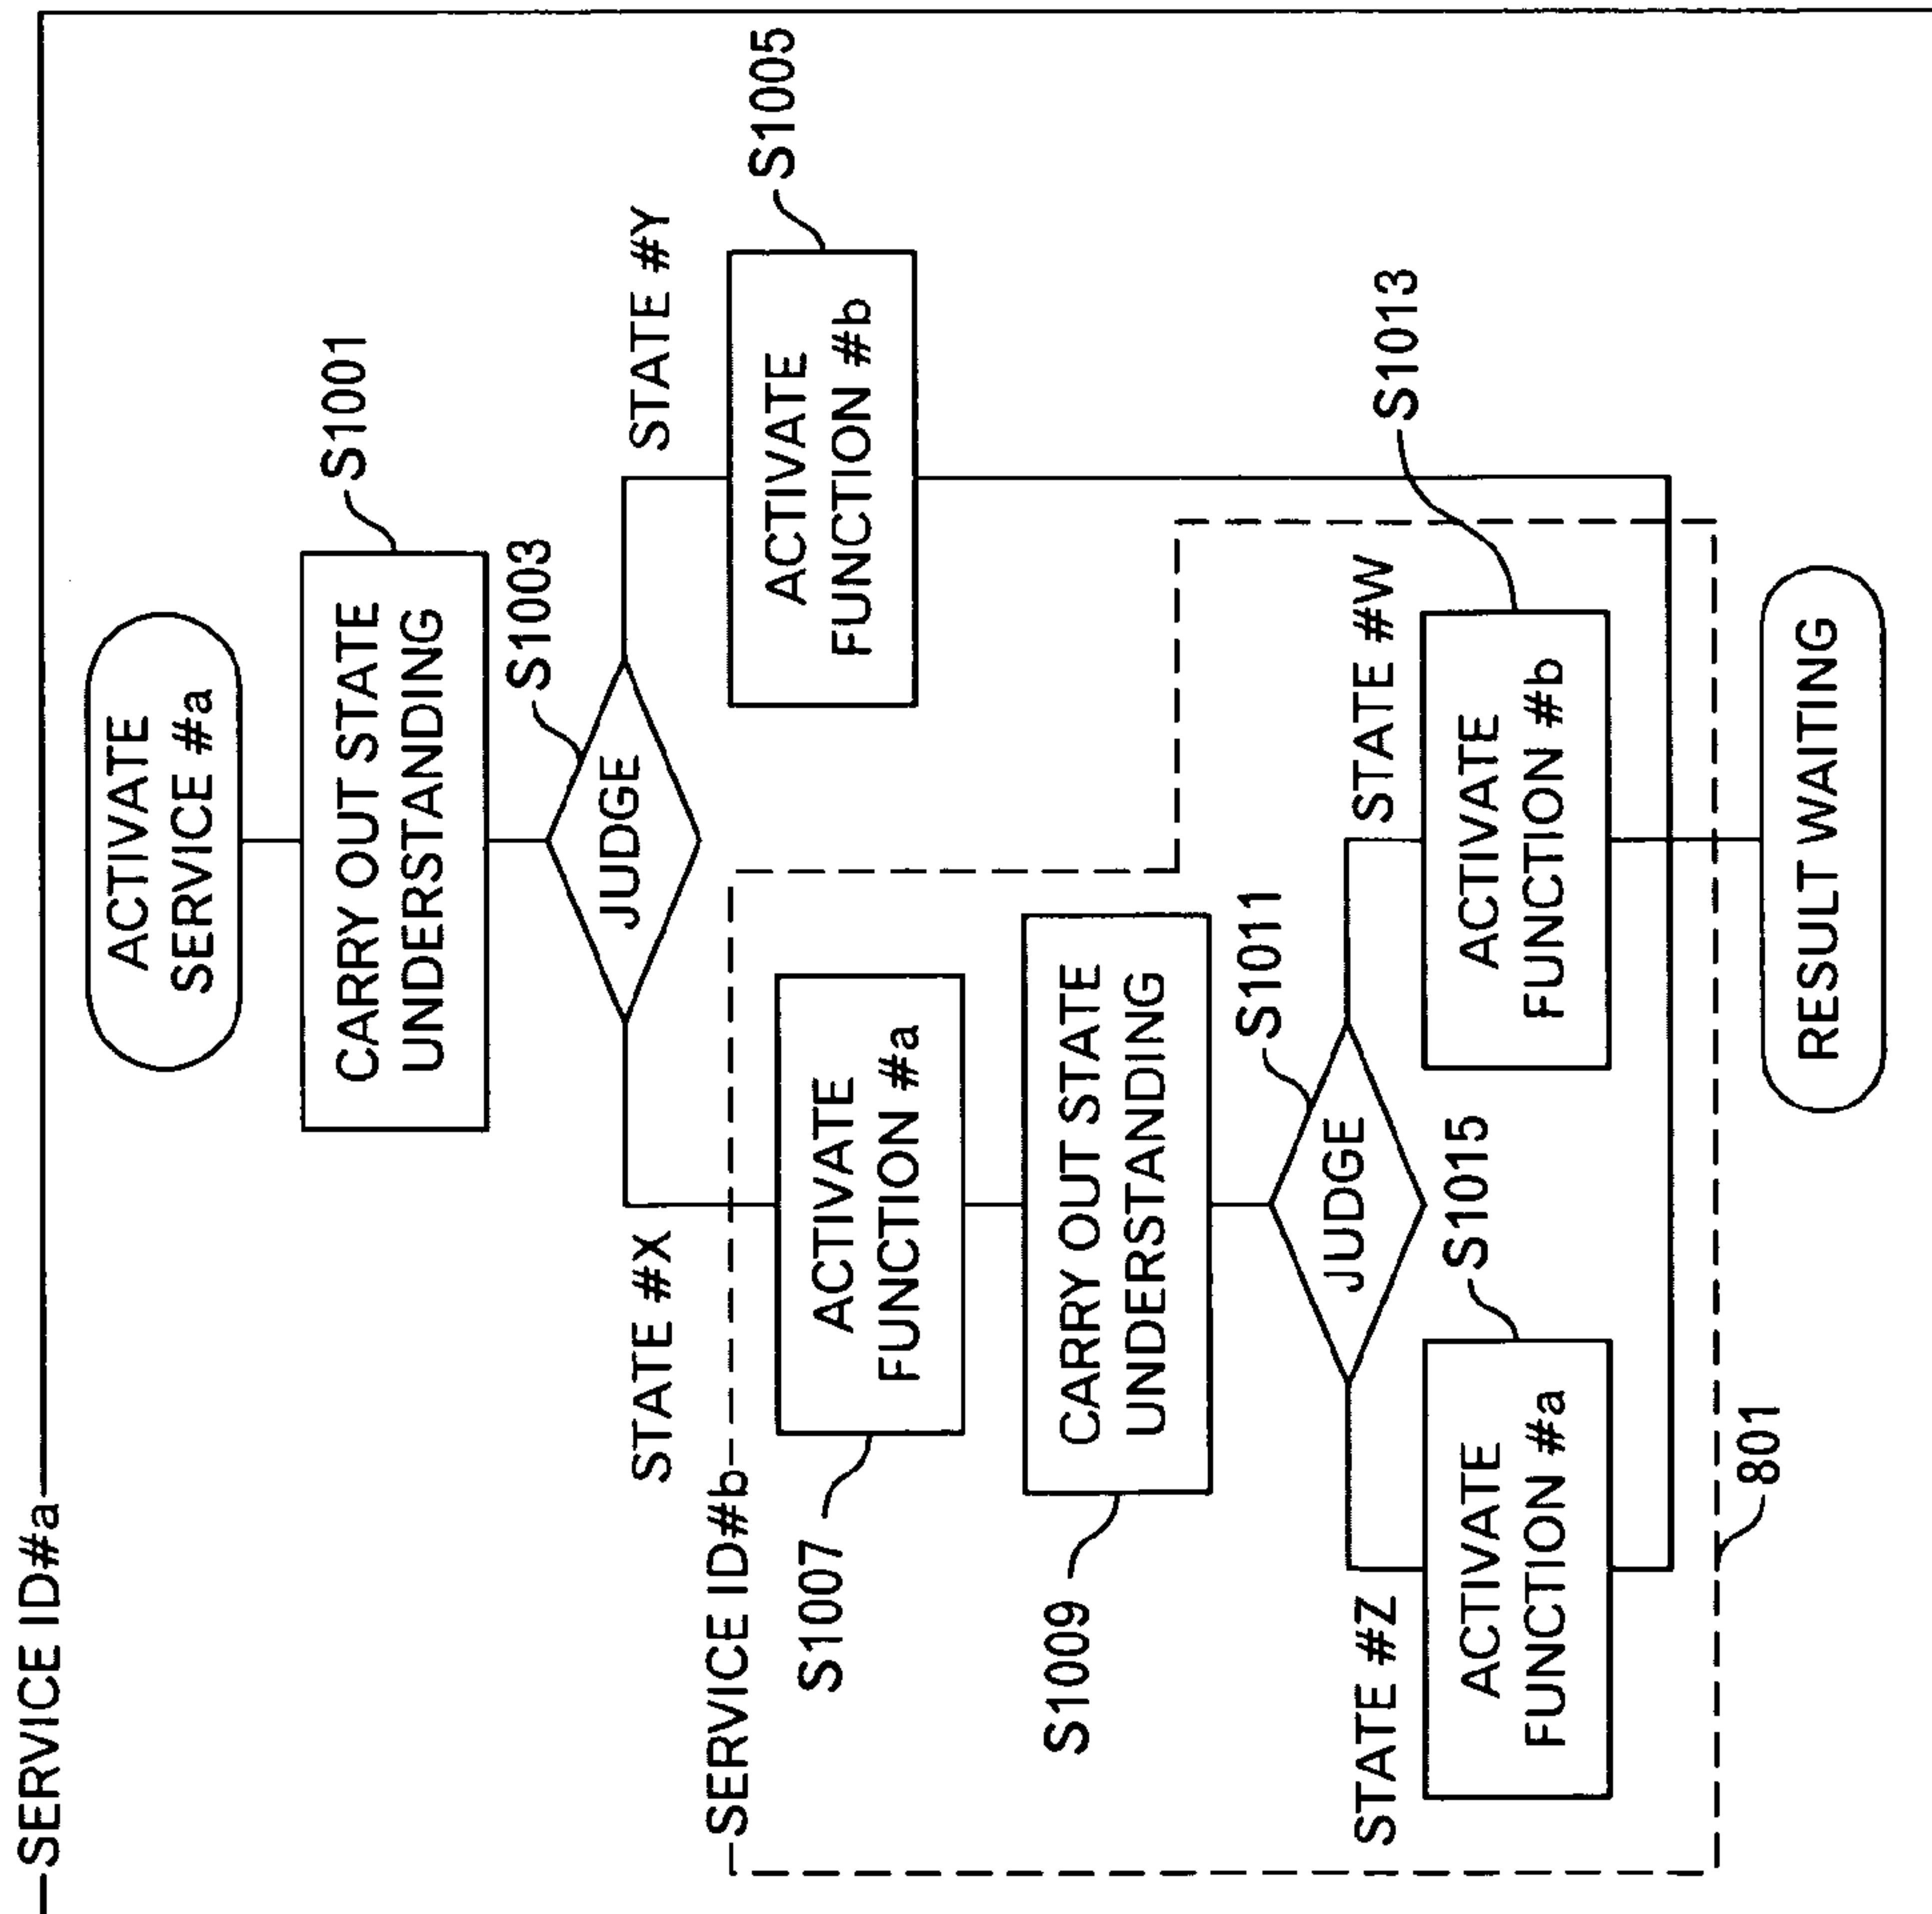 SERVICE ID#a
ACTIVATE
SERVICE #a
CARRY OUT STATE
UNDERSTANDING
S1001
JUDGE
S1003
STATE #X
STATE #Y
ACTIVATE
FUNCTION #b
S1005
SERVICE ID#b
ACTIVATE
FUNCTION #a
S1007
CARRY OUT STATE
UNDERSTANDING
S1009
JUDGE
S1011
STATE #Z
STATE #W
ACTIVATE
FUNCTION #a
S1015
ACTIVATE
FUNCTION #b
S1013
801
RESULT WAITING